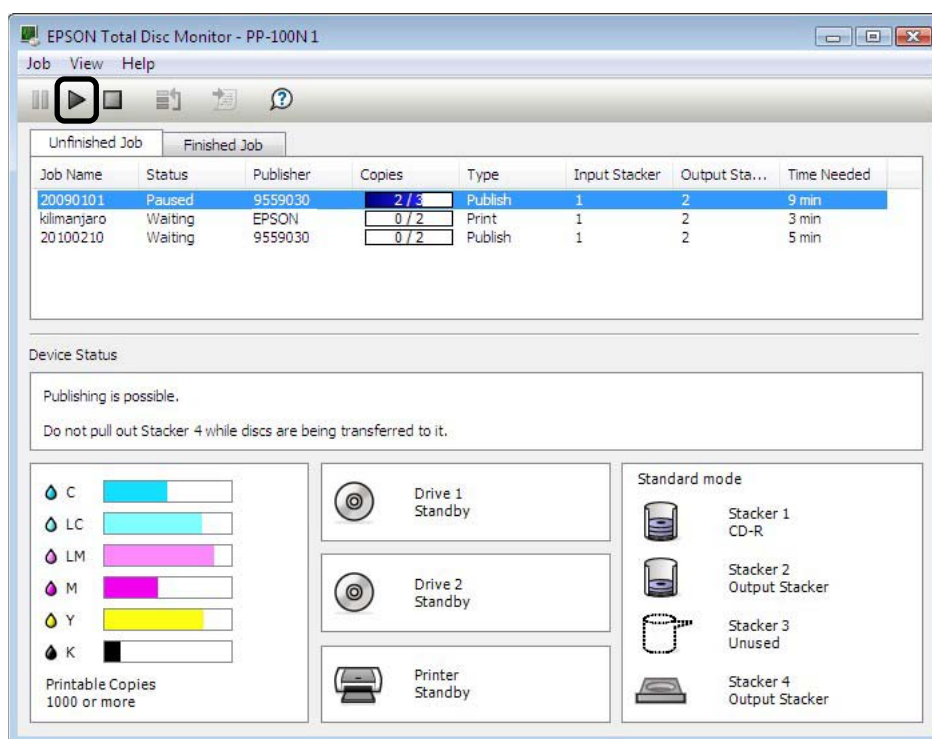 EPSON Total Disc Monitor - PP-100N 1
Job View Help
Unfinished Job Finished Job
Job Name Status Publisher Copies Type Input Stacker Output Sta... Time Needed
20090101 Paused 9559030 2 / 3 Publish 1 2 9 min
kilimanjaro Waiting EPSON 0 / 2 Print 1 2 3 min
20100210 Waiting 9559030 0 / 2 Publish 1 2 5 min
Device Status
Publishing is possible.
Do not pull out Stacker 4 while discs are being transferred to it.
C
LC
LM
M
Y
K
Printable Copies
1000 or more
Drive 1
Standby
Drive 2
Standby
Printer
Standby
Standard mode
Stacker 1
CD-R
Stacker 2
Output Stacker
Stacker 3
Unused
Stacker 4
Output Stacker